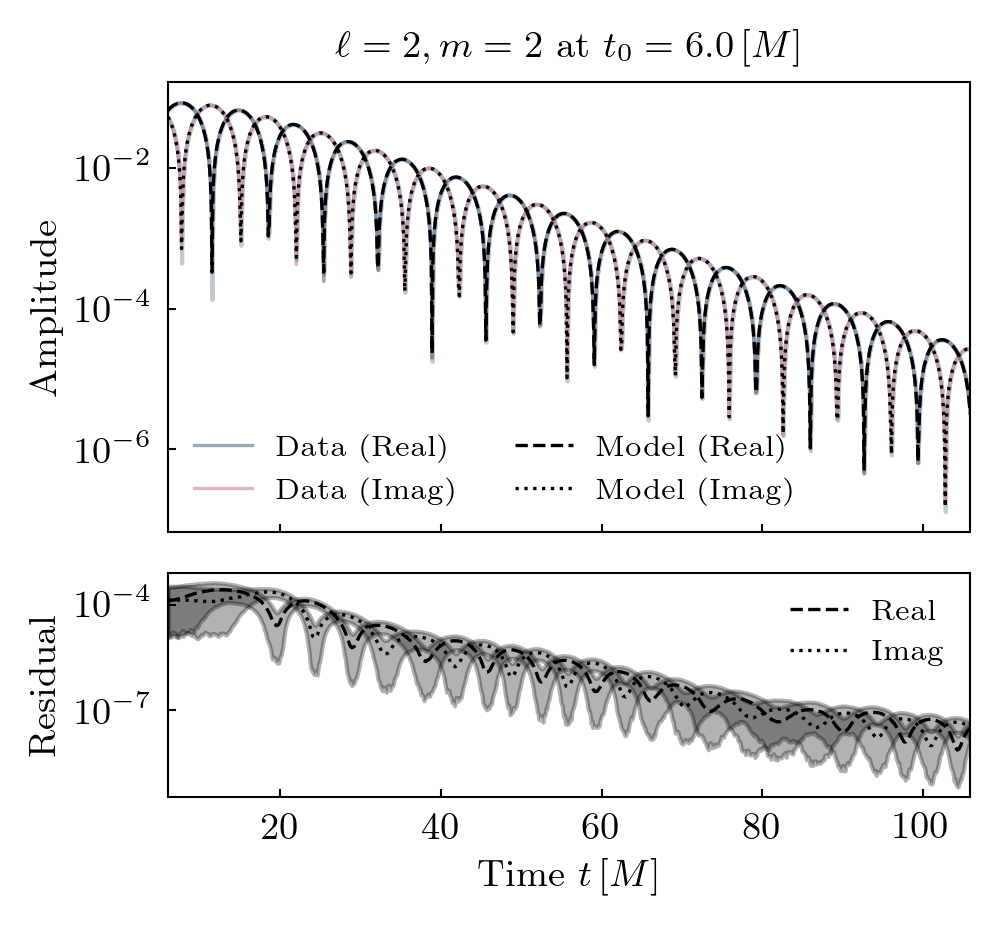 ℓ = 2, m = 2 at t₀ = 6.0 [M]
Amplitude
10⁻²
10⁻⁴
10⁻⁶
Data (Real)
Data (Imag)
Model (Real)
Model (Imag)
Residual
10⁻⁴
10⁻⁷
Real
Imag
20 40 60 80 100
Time t [M]